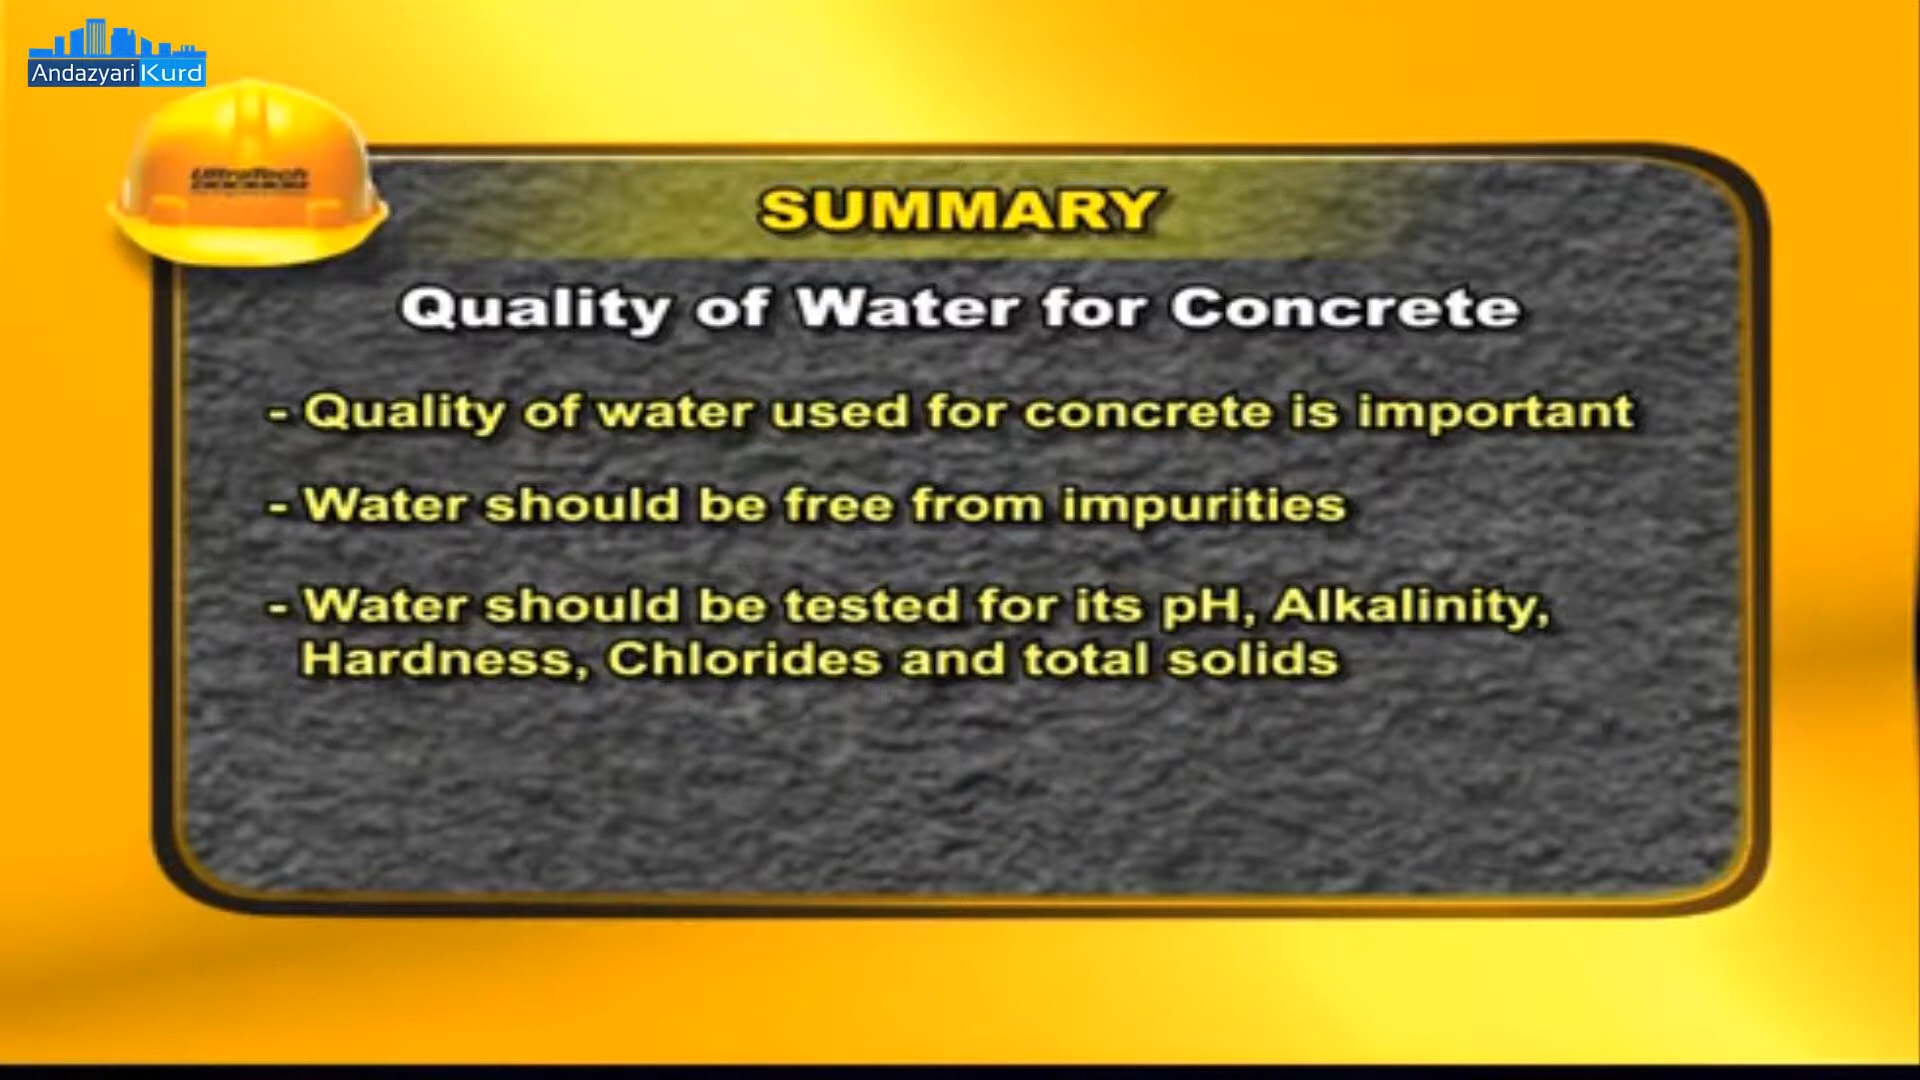 Andazyari Kurd
UltraTech
SUMMARY
Quality of Water for Concrete
- Quality of water used for concrete is important
- Water should be free from impurities
- Water should be tested for its pH, Alkalinity,
Hardness, Chlorides and total solids